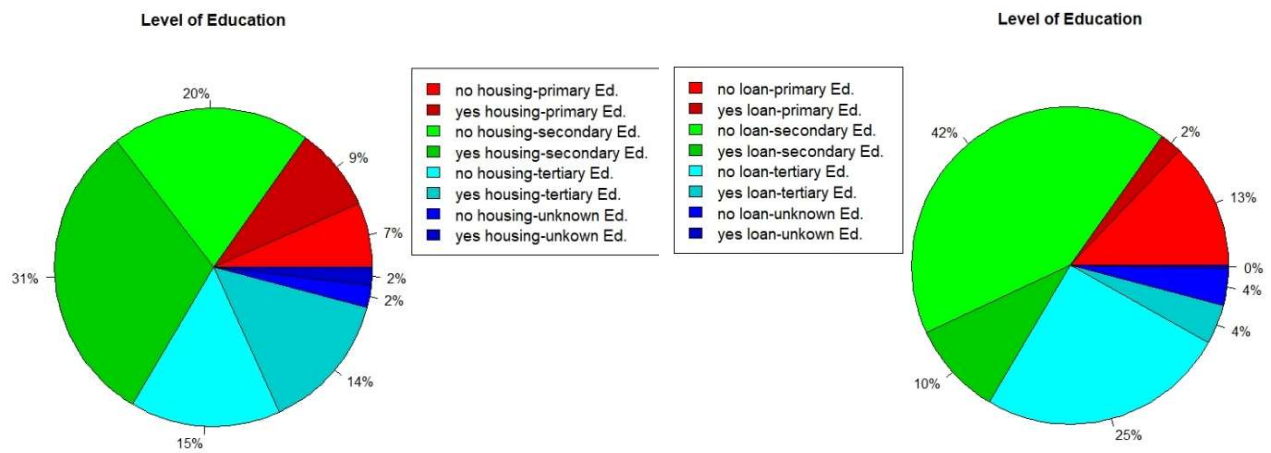 Level of Education
20%
9%
7%
2%
2%
14%
15%
31%
no housing-primary Ed.
yes housing-primary Ed.
no housing-secondary Ed.
yes housing-secondary Ed.
no housing-tertiary Ed.
yes housing-tertiary Ed.
no housing-unknown Ed.
yes housing-unkown Ed.
Level of Education
no loan-primary Ed.
yes loan-primary Ed.
no loan-secondary Ed.
yes loan-secondary Ed.
no loan-tertiary Ed.
yes loan-tertiary Ed.
no loan-unknown Ed.
yes loan-unkown Ed.
42%
2%
13%
0%
4%
4%
25%
10%